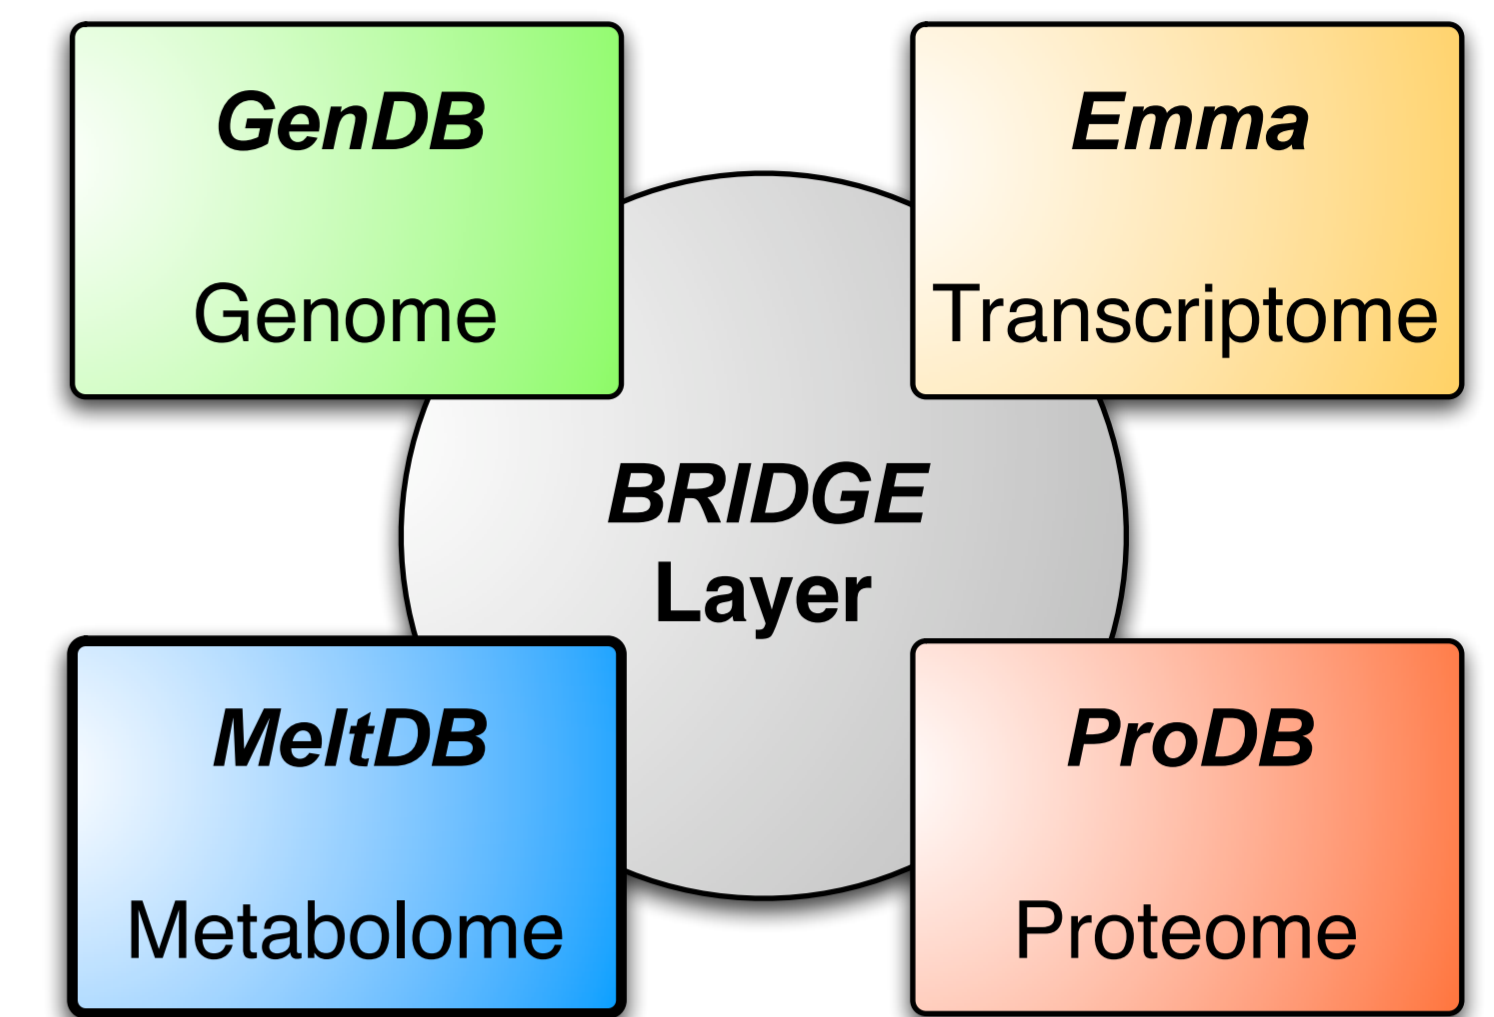 GenDB
Genome
Emma
Transcriptome
BRIDGE
Layer
MeltDB
Metabolome
ProDB
Proteome